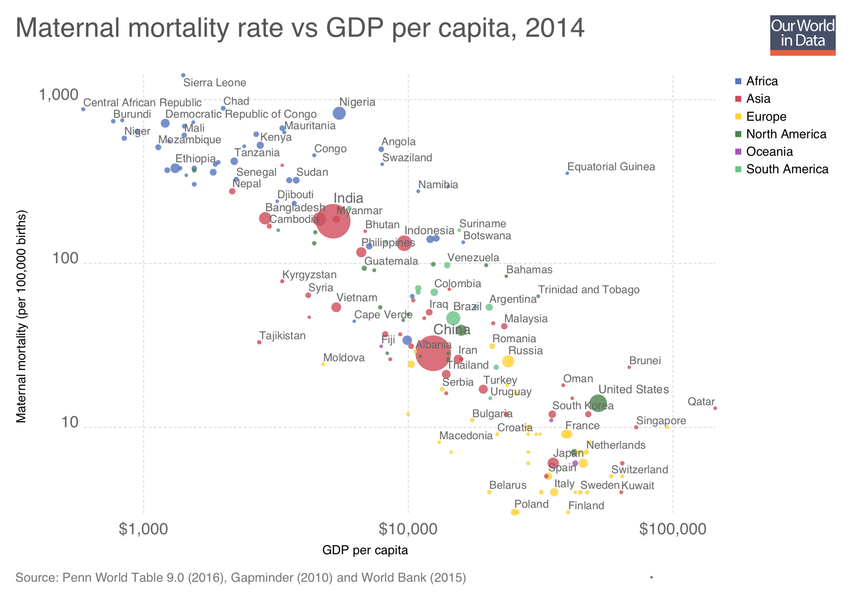 Maternal mortality rate vs GDP per capita, 2014
Our World
in Data
Africa
Asia
Europe
North America
Oceania
South America
Maternal mortality (per 100,000 births)
1,000
100
10
Sierra Leone
Central African Republic
Chad
Nigeria
Burundi
Democratic Republic of Congo
Niger
Mali
Mauritania
Mozambique
Kenya
Angola
Ethiopia
Tanzania
Congo
Swaziland
Equatorial Guinea
Senegal
Sudan
Nepal
Namibia
Djibouti
India
Bangladesh
Myanmar
Cambodia
Bhutan
Indonesia
Suriname
Botswana
Philippines
Guatemala
Venezuela
Bahamas
Kyrgyzstan
Syria
Colombia
Trinidad and Tobago
Vietnam
Iraq
Brazil
Argentina
Cape Verde
Malaysia
China
Tajikistan
Fiji
Albania
Iran
Romania
Russia
Moldova
Thailand
Brunei
Serbia
Turkey
Oman
United States
Uruguay
Qatar
Bulgaria
South Korea
Singapore
Croatia
France
Macedonia
Netherlands
Japan
Spain
Switzerland
Belarus
Italy
Sweden
Kuwait
Poland
Finland
$1,000
$10,000
$100,000
GDP per capita
Source: Penn World Table 9.0 (2016), Gapminder (2010) and World Bank (2015)